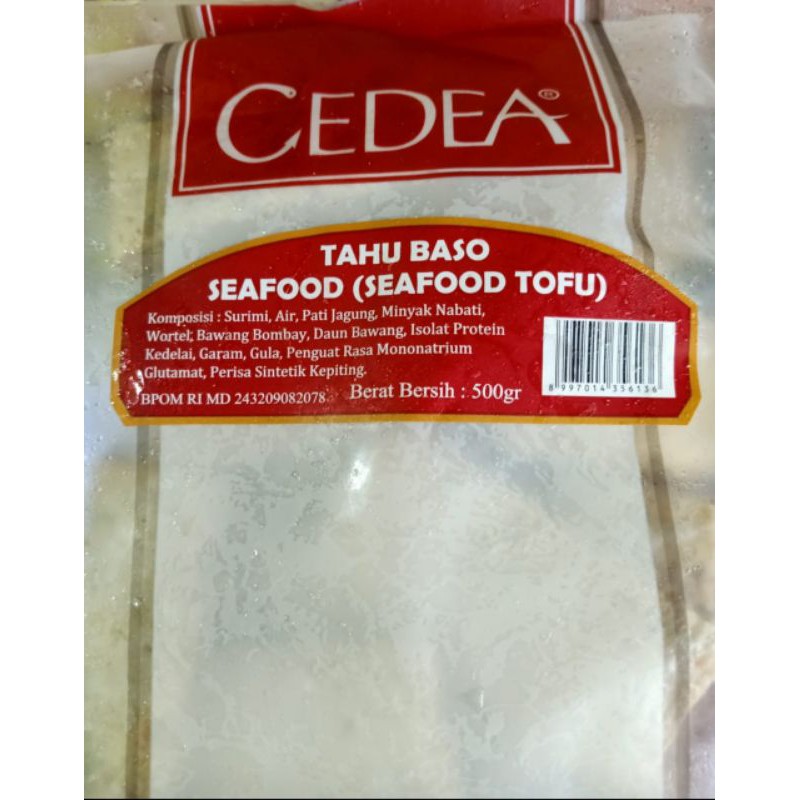 CEDEA®
TAHU BASO
SEAFOOD (SEAFOOD TOFU)
Komposisi : Surimi, Air, Pati Jagung, Minyak Nabati,
Wortel, Bawang Bombay, Daun Bawang, Isolat Protein
Kedelai, Garam, Gula, Penguat Rasa Mononatrium
Glutamat, Perisa Sintetik Kepiting.
BPOM RI MD 243209082078 Berat Bersih : 500gr
8 997014 356136